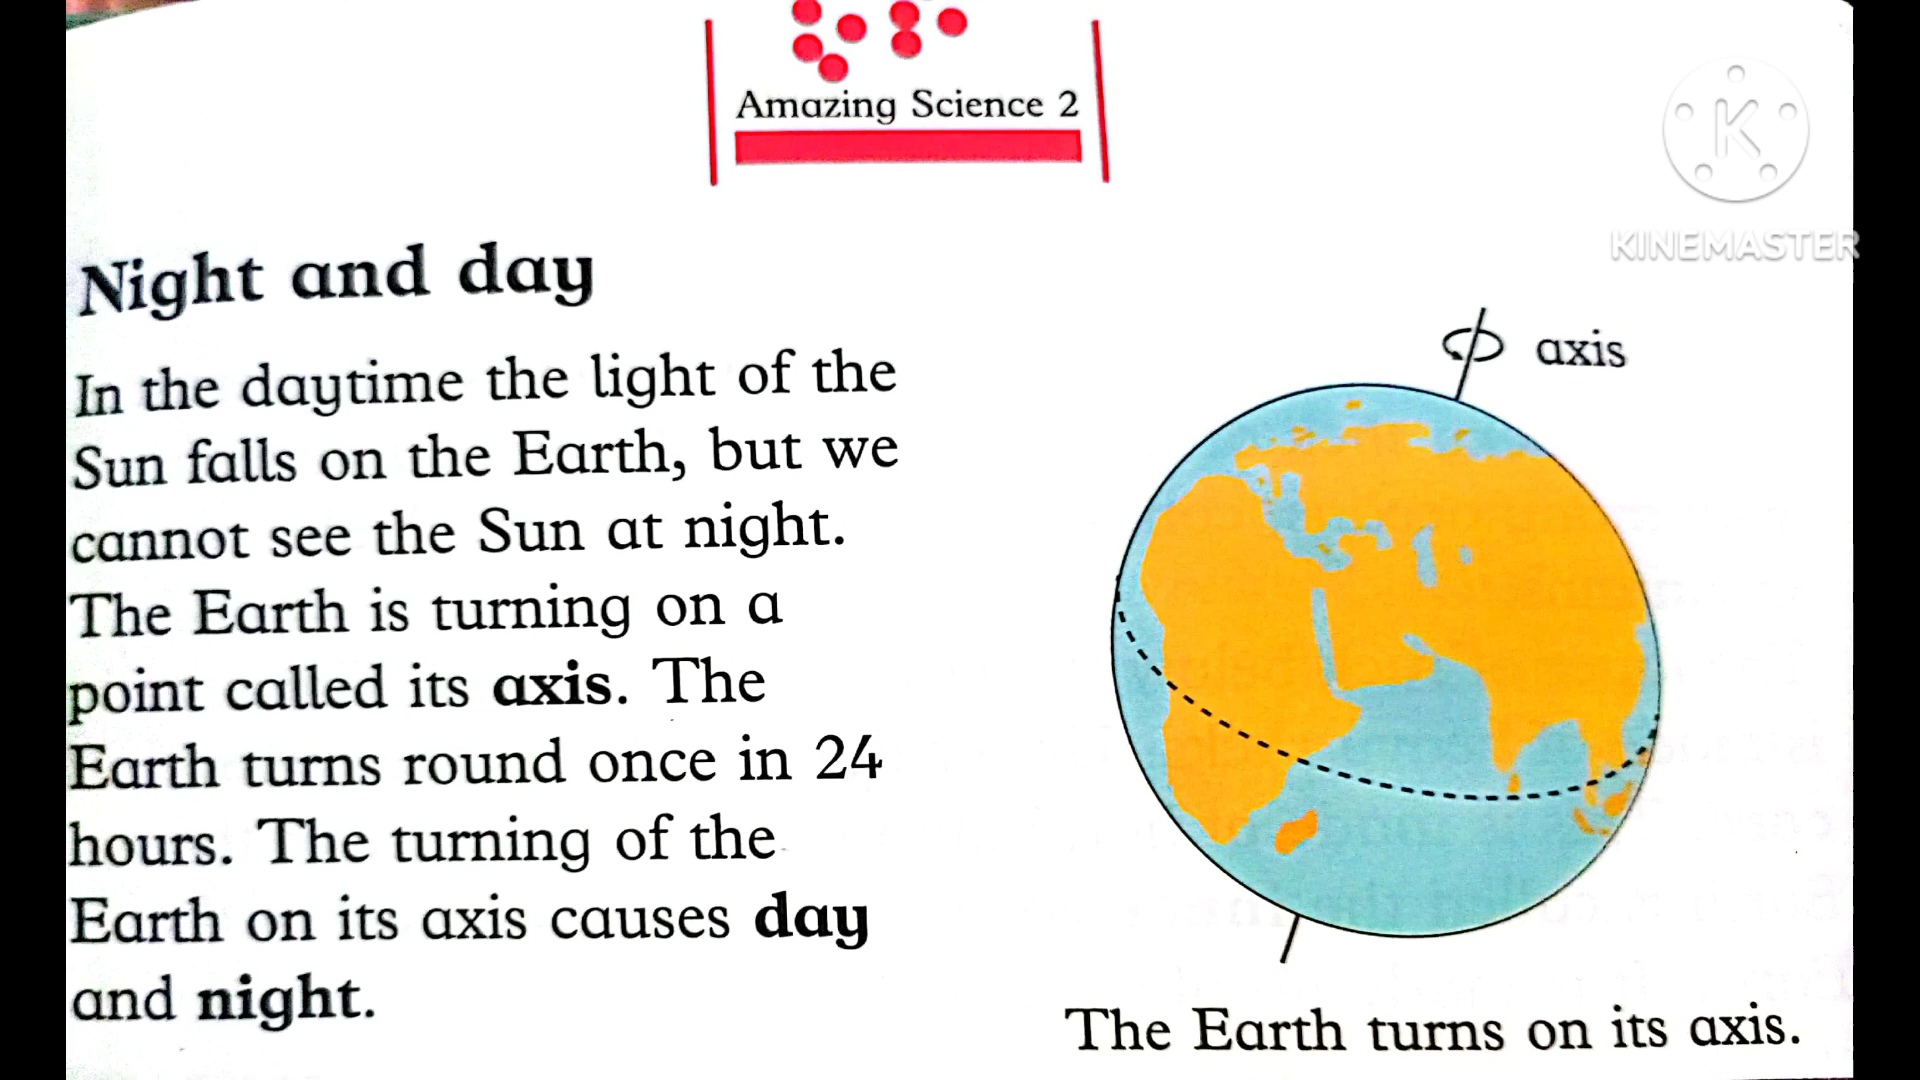 Amazing Science 2
KINEMASTER
Night and day
In the daytime the light of the
Sun falls on the Earth, but we
cannot see the Sun at night.
The Earth is turning on a
point called its axis. The
Earth turns round once in 24
hours. The turning of the
Earth on its axis causes day
and night.
axis
The Earth turns on its axis.